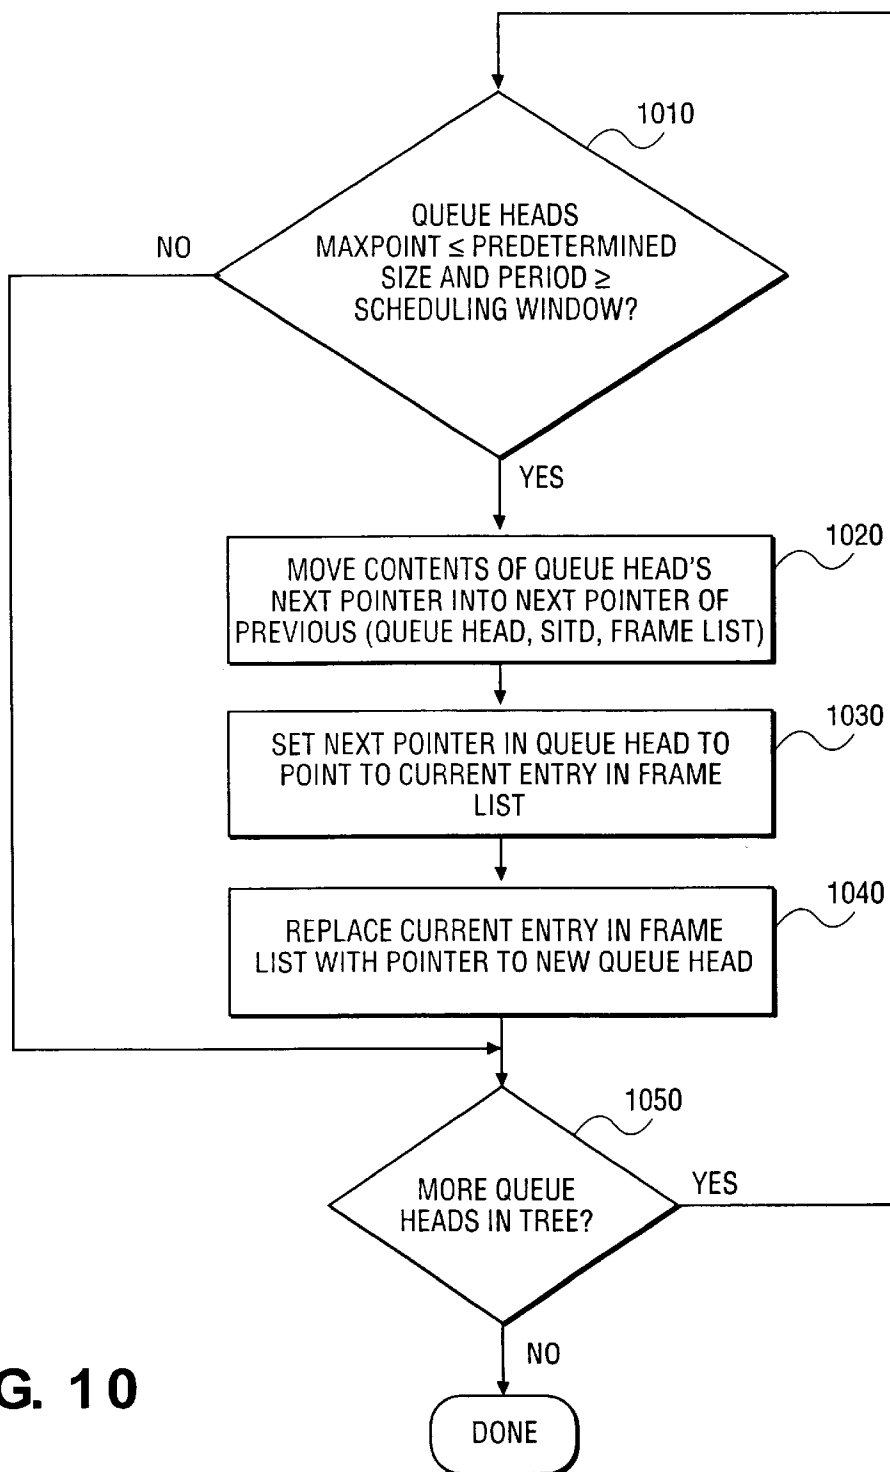 1010
QUEUE HEADS
MAXPOINT ≤ PREDETERMINED
SIZE AND PERIOD ≥
SCHEDULING WINDOW?
NO
YES
1020
MOVE CONTENTS OF QUEUE HEAD'S
NEXT POINTER INTO NEXT POINTER OF
PREVIOUS (QUEUE HEAD, SITD, FRAME LIST)
1030
SET NEXT POINTER IN QUEUE HEAD TO
POINT TO CURRENT ENTRY IN FRAME
LIST
1040
REPLACE CURRENT ENTRY IN FRAME
LIST WITH POINTER TO NEW QUEUE HEAD
1050
MORE QUEUE
HEADS IN TREE?
YES
NO
DONE
G. 10